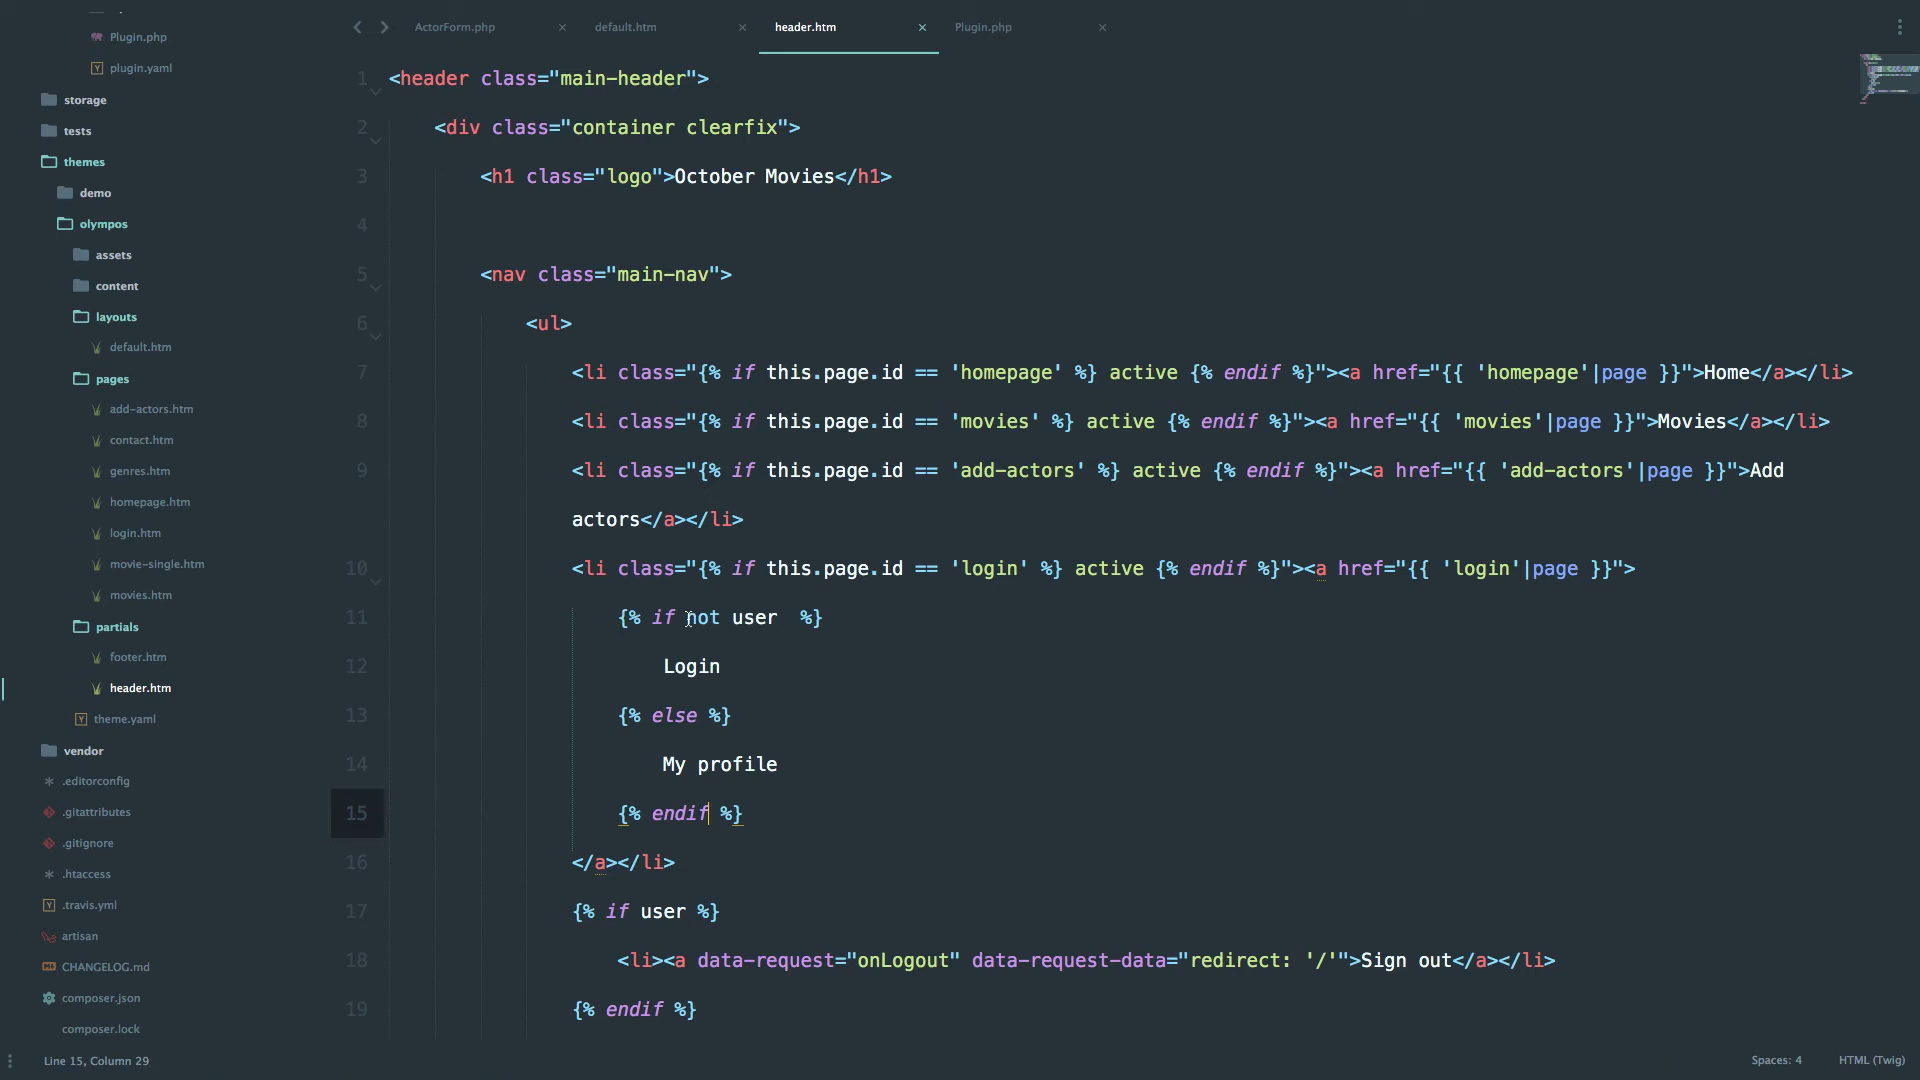 ActorForm.php × default.htm × header.htm × Plugin.php ×
Plugin.php
plugin.yaml
storage
tests
themes
demo
olympos
assets
content
layouts
default.htm
pages
add-actors.htm
contact.htm
genres.htm
homepage.htm
login.htm
movie-single.htm
movies.htm
partials
footer.htm
header.htm
theme.yaml
vendor
.editorconfig
.gitattributes
.gitignore
.htaccess
.travis.yml
artisan
CHANGELOG.md
composer.json
composer.lock
1 <header class="main-header">
2 <div class="container clearfix">
3 <h1 class="logo">October Movies</h1>
4
5 <nav class="main-nav">
6 <ul>
7 <li class="{% if this.page.id == 'homepage' %} active {% endif %}"><a href="{{ 'homepage'|page }}">Home</a></li>
8 <li class="{% if this.page.id == 'movies' %} active {% endif %}"><a href="{{ 'movies'|page }}">Movies</a></li>
9 <li class="{% if this.page.id == 'add-actors' %} active {% endif %}"><a href="{{ 'add-actors'|page }}">Add
actors</a></li>
10 <li class="{% if this.page.id == 'login' %} active {% endif %}"><a href="{{ 'login'|page }}">
11 {% if not user  %}
12 Login
13 {% else %}
14 My profile
15 {% endif %}
16 </a></li>
17 {% if user %}
18 <li><a data-request="onLogout" data-request-data="redirect: '/'">Sign out</a></li>
19 {% endif %}
Line 15, Column 29
Spaces: 4
HTML (Twig)